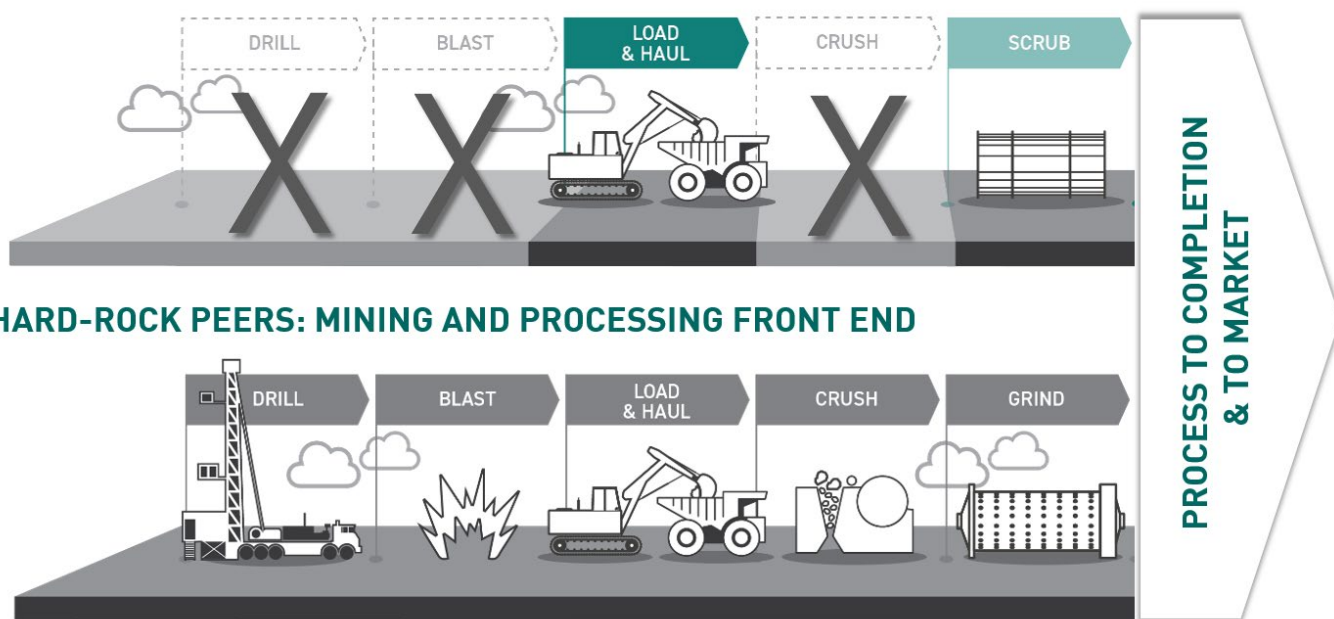 DRILL
BLAST
LOAD
& HAUL
CRUSH
SCRUB
HARD-ROCK PEERS: MINING AND PROCESSING FRONT END
DRILL
BLAST
LOAD
& HAUL
CRUSH
GRIND
PROCESS TO COMPLETION
& TO MARKET